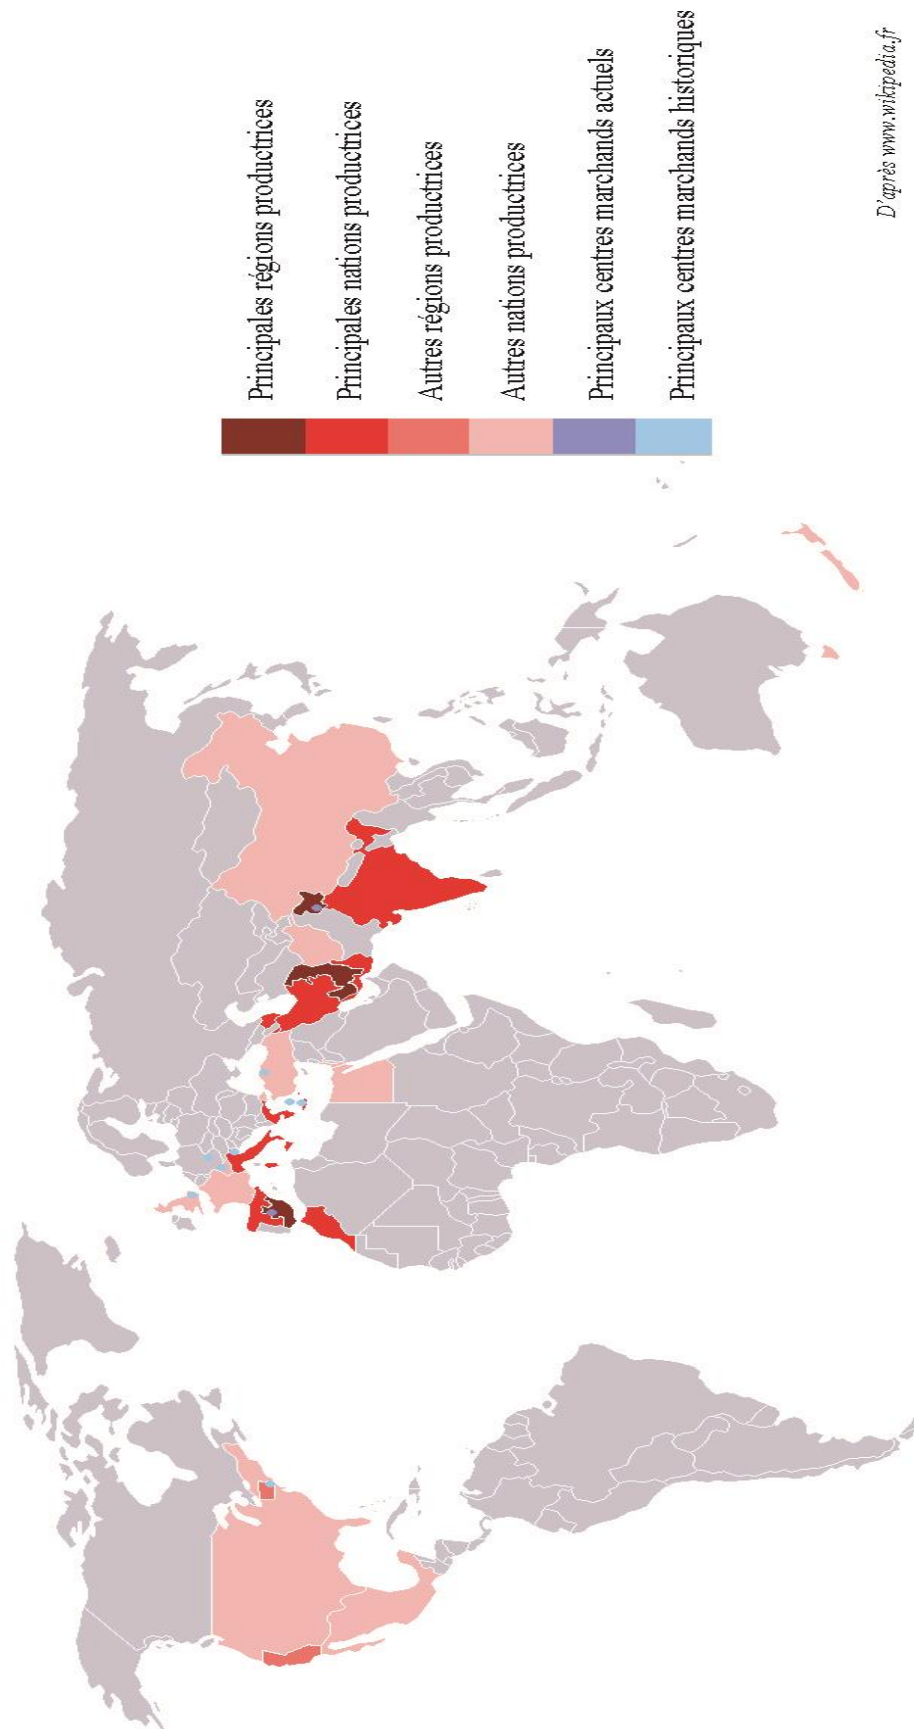 Principales régions productrices
Principales nations productrices
Autres régions productrices
Autres nations productrices
Principaux centres marchands actuels
Principaux centres marchands historiques
D'après www.wikipedia.fr